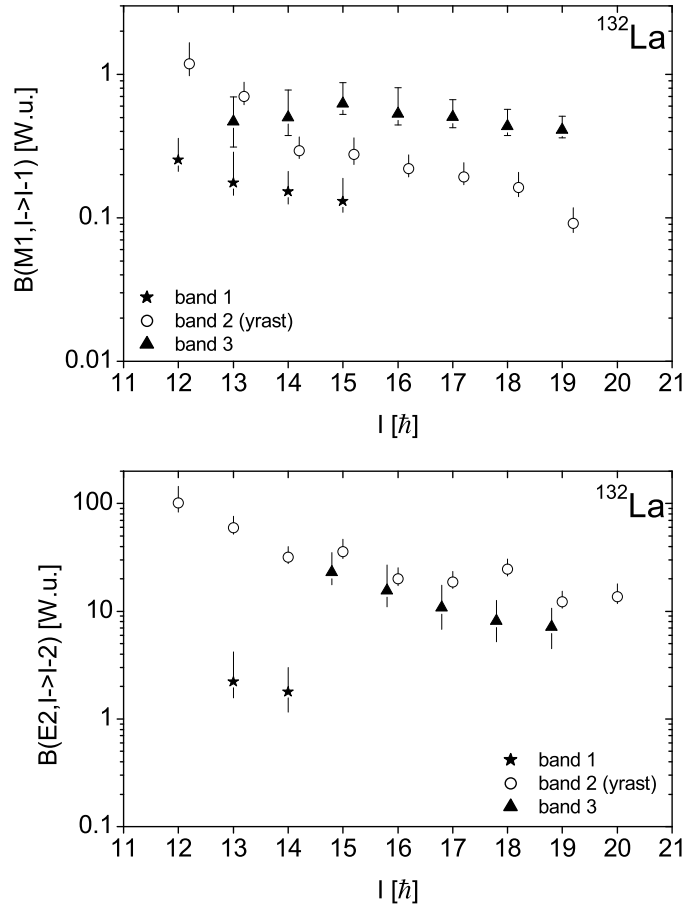 ¹³²La
1
0.1
0.01
B(M1,I->I-1) [W.u.]
band 1
band 2 (yrast)
band 3
11 12 13 14 15 16 17 18 19 20 21
I [ħ]
¹³²La
100
10
1
0.1
B(E2,I->I-2) [W.u.]
band 1
band 2 (yrast)
band 3
11 12 13 14 15 16 17 18 19 20 21
I [ħ]